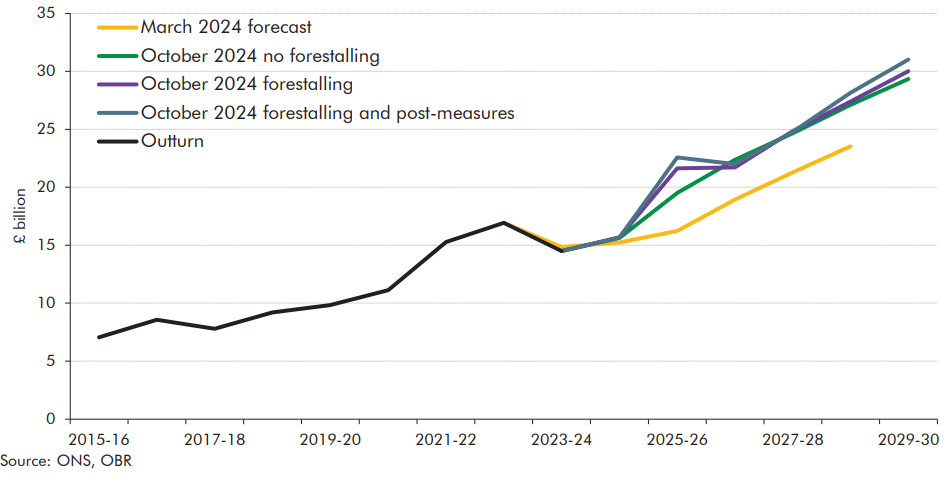 35
30
25
20
15
10
5
0
£ billion
March 2024 forecast
October 2024 no forestalling
October 2024 forestalling
October 2024 forestalling and post-measures
Outturn
2015-16 2017-18 2019-20 2021-22 2023-24 2025-26 2027-28 2029-30
Source: ONS, OBR